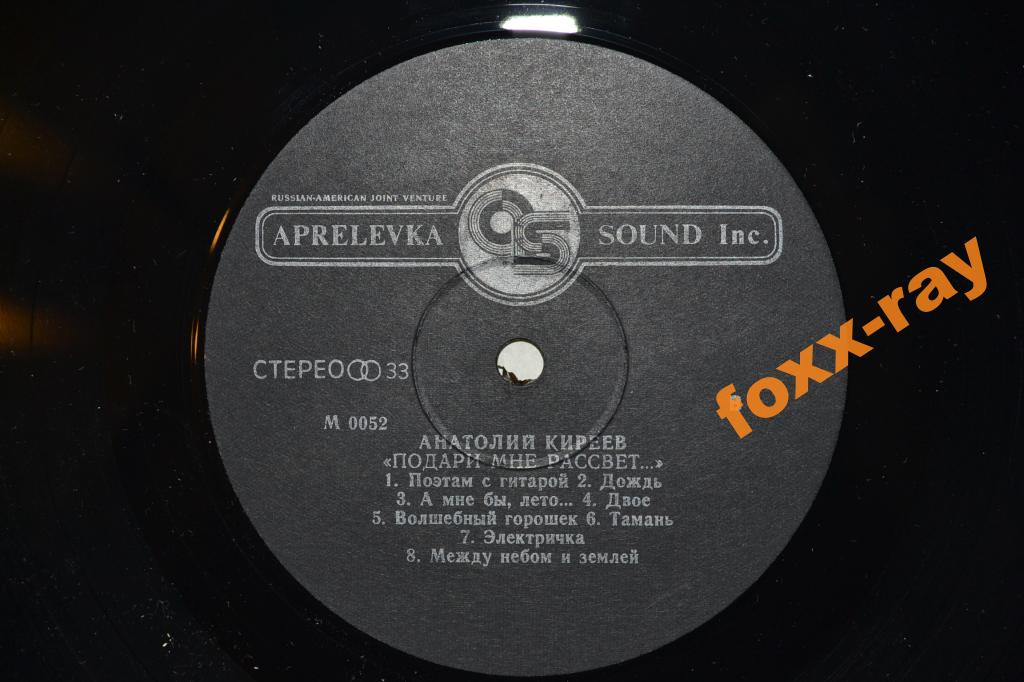 RUSSIAN-AMERICAN JOINT VENTURE
APRELEVKA SOUND Inc.
СТЕРЕО 33
М 0052
АНАТОЛИЙ КИРЕЕВ
«ПОДАРИ МНЕ РАССВЕТ...»
1. Поэтам с гитарой 2. Дождь
3. А мне бы, лето... 4. Двое
5. Волшебный горошек 6. Тамань
7. Электричка
8. Между небом и землей
foxx-ray